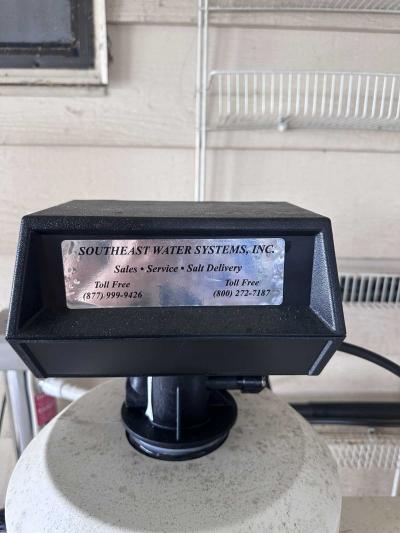 SOUTHEAST WATER SYSTEMS, INC.
Sales • Service • Salt Delivery
Toll Free Toll Free
(877) 999-9426 (800) 272-7187